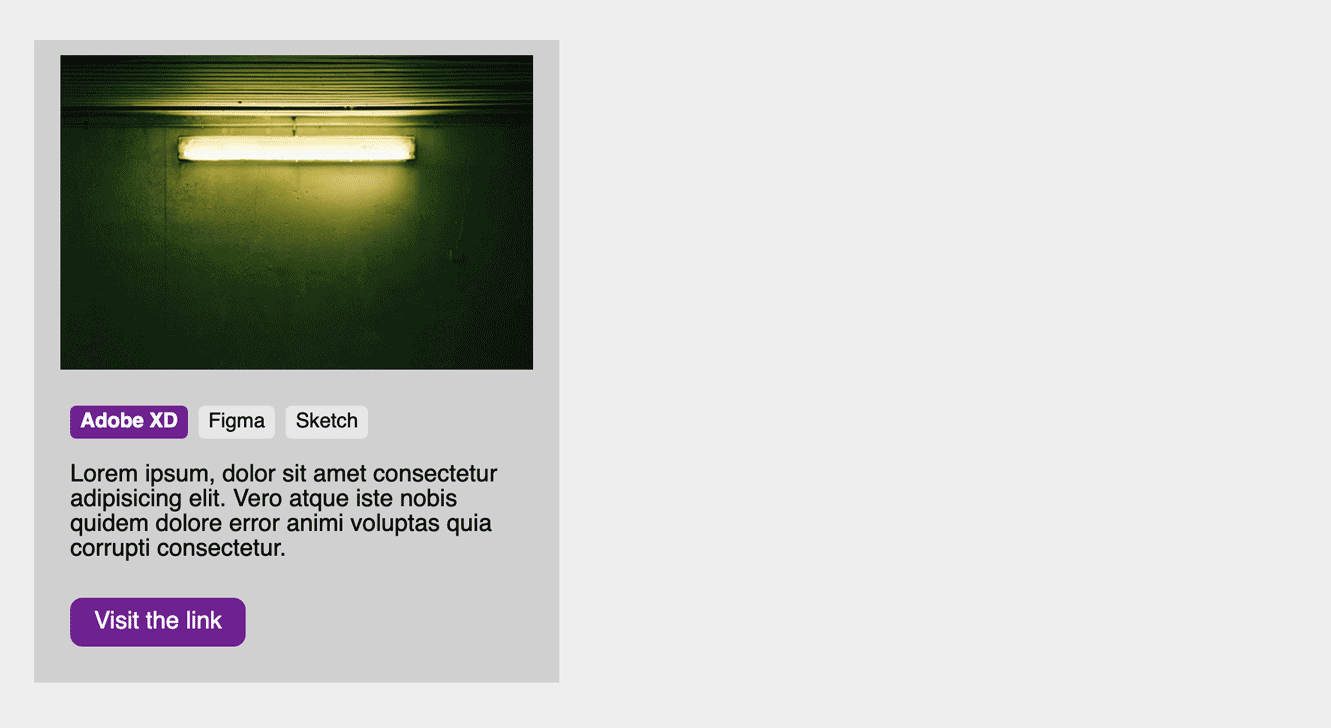 Adobe XD Figma Sketch
Lorem ipsum, dolor sit amet consectetur
adipisicing elit. Vero atque iste nobis
quidem dolore error animi voluptas quia
corrupti consectetur.
Visit the link